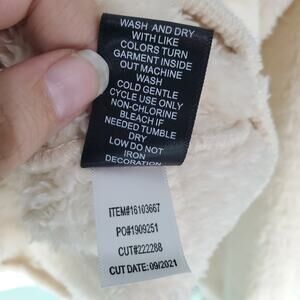 WASH AND DRY
WITH LIKE
COLORS TURN
GARMENT INSIDE
OUT MACHINE
WASH
COLD GENTLE
CYCLE USE ONLY
NON-CHLORINE
BLEACH IF
NEEDED TUMBLE
DRY
LOW DO NOT
IRON
DECORATION
ITEM#16103667
PO#1909251
CUT#222288
CUT DATE: 09/2021